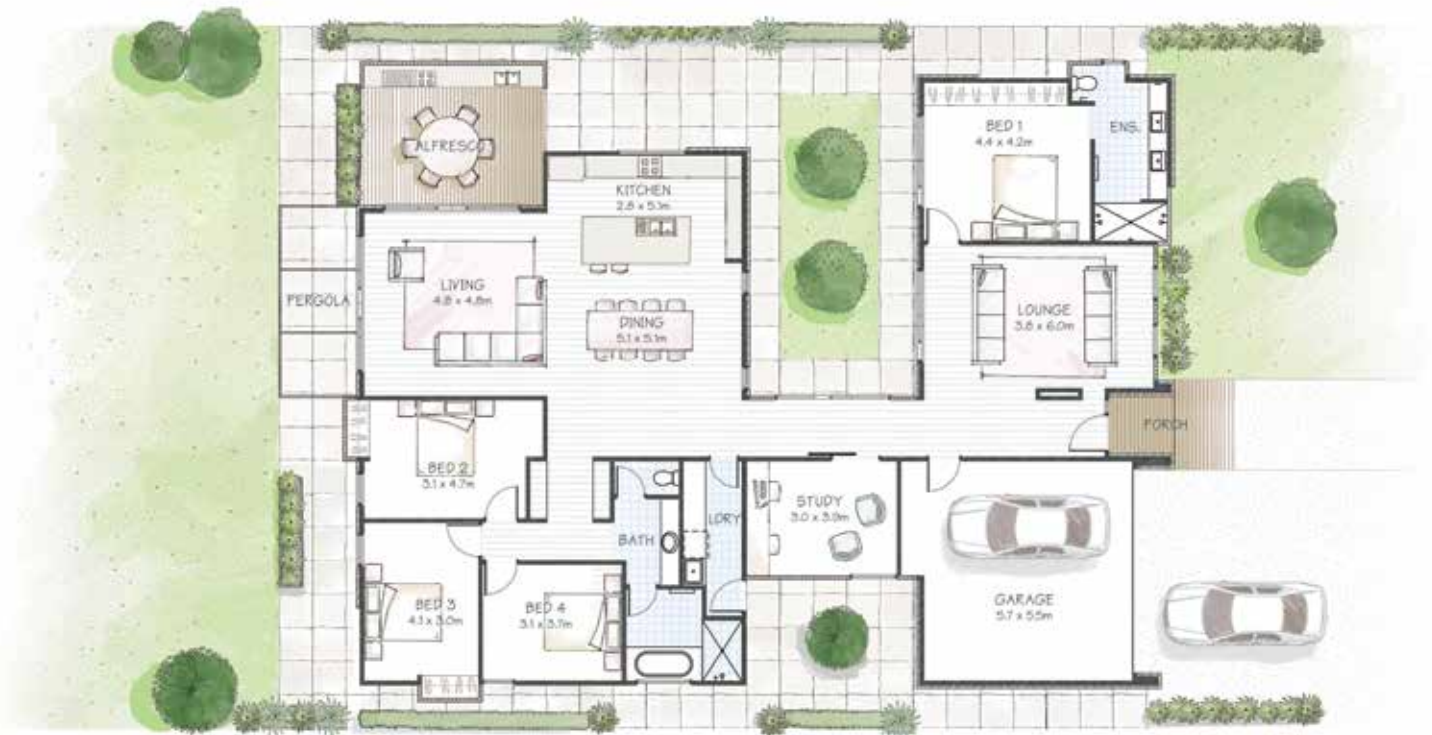 BED 1
4.4 x 4.2m
ENS.
ALFRESCO
KITCHEN
2.8 x 5.1m
LIVING
4.8 x 4.8m
PERGOLA
DINING
5.1 x 5.1m
LOUNGE
3.8 x 6.0m
PORCH
BED 2
3.1 x 4.7m
STUDY
3.0 x 3.9m
LDRY
BATH
BED 3
4.1 x 3.0m
BED 4
3.1 x 3.7m
GARAGE
5.7 x 5.5m